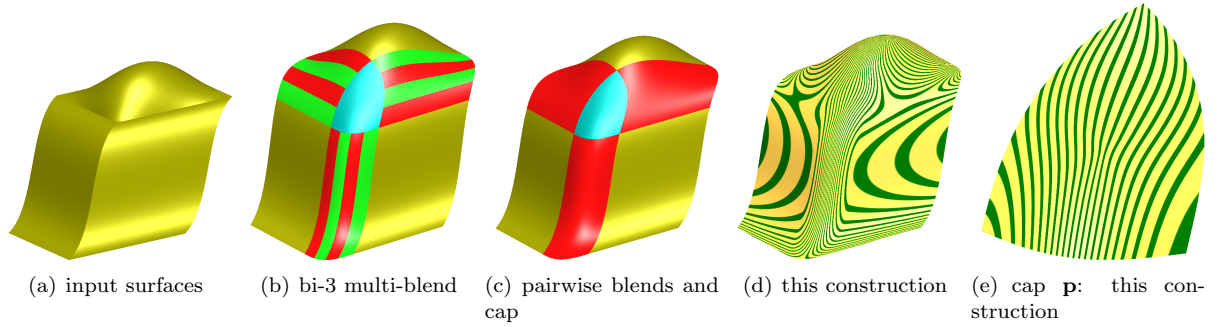 (a) input surfaces
(b) bi-3 multi-blend
(c) pairwise blends and
cap
(d) this construction
(e) cap p: this con-
struction